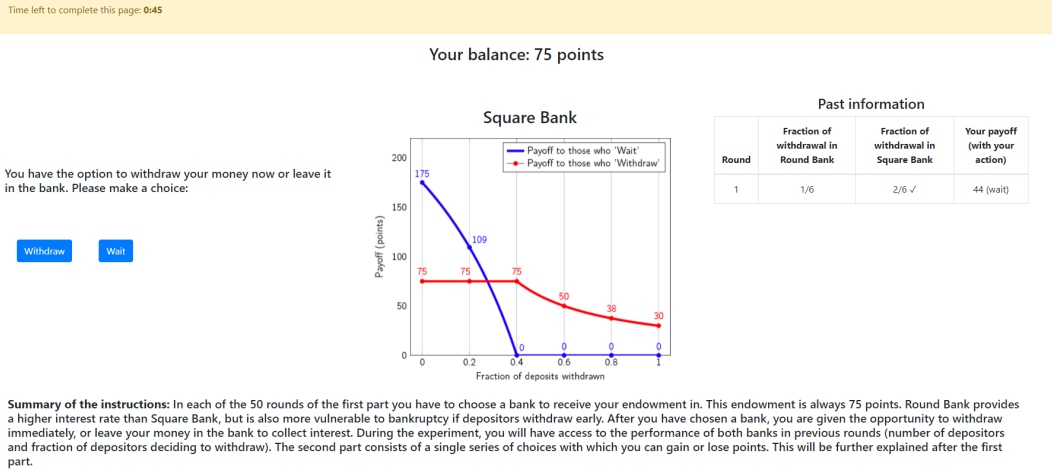 Time left to complete this page: 0:45
Your balance: 75 points
You have the option to withdraw your money now or leave it
in the bank. Please make a choice:
Withdraw
Wait
Square Bank
Payoff to those who 'Wait'
Payoff to those who 'Withdraw'
Payoff (points)
200
150
100
50
0
175
109
75
75
75
50
38
30
0
0
0
0
0
0.2
0.4
0.6
0.8
1
Fraction of deposits withdrawn
Past information
Round
Fraction of
withdrawal in
Round Bank
Fraction of
withdrawal in
Square Bank
Your payoff
(with your
action)
1
1/6
2/6 ✓
44 (wait)
Summary of the instructions: In each of the 50 rounds of the first part you have to choose a bank to receive your endowment in. This endowment is always 75 points. Round Bank provides
a higher interest rate than Square Bank, but is also more vulnerable to bankruptcy if depositors withdraw early. After you have chosen a bank, you are given the opportunity to withdraw
immediately, or leave your money in the bank to collect interest. During the experiment, you will have access to the performance of both banks in previous rounds (number of depositors
and fraction of depositors deciding to withdraw). The second part consists of a single series of choices with which you can gain or lose points. This will be further explained after the first
part.